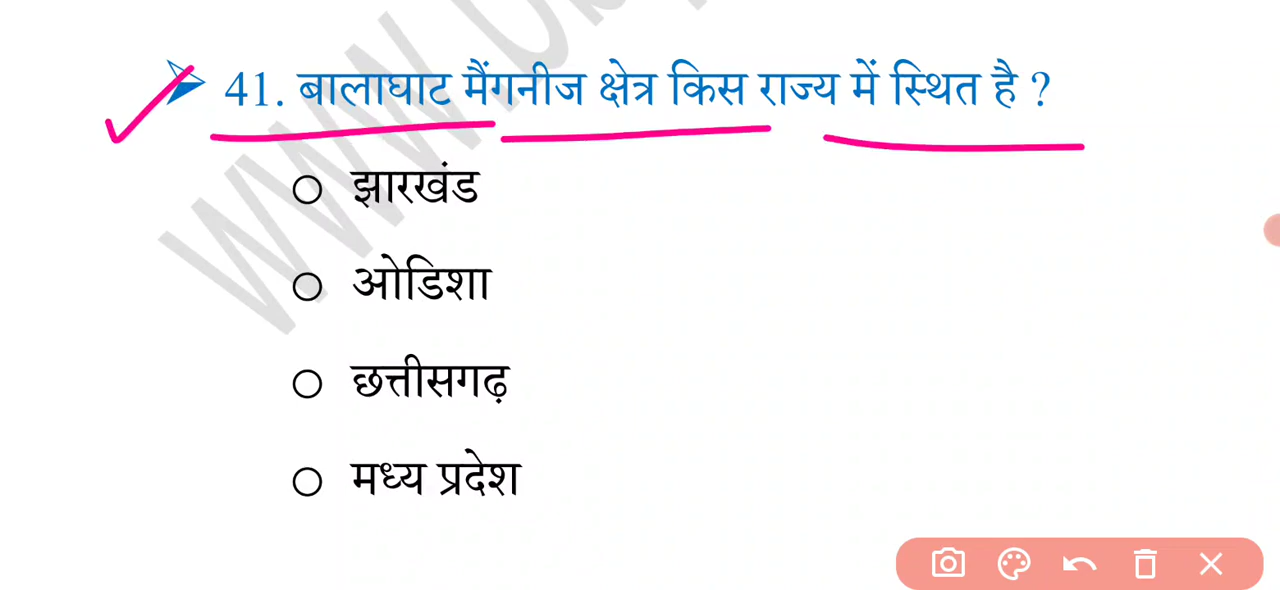 41. बालाघाट मैंगनीज क्षेत्र किस राज्य में स्थित है ?
झारखंड
ओडिशा
छत्तीसगढ़
मध्य प्रदेश